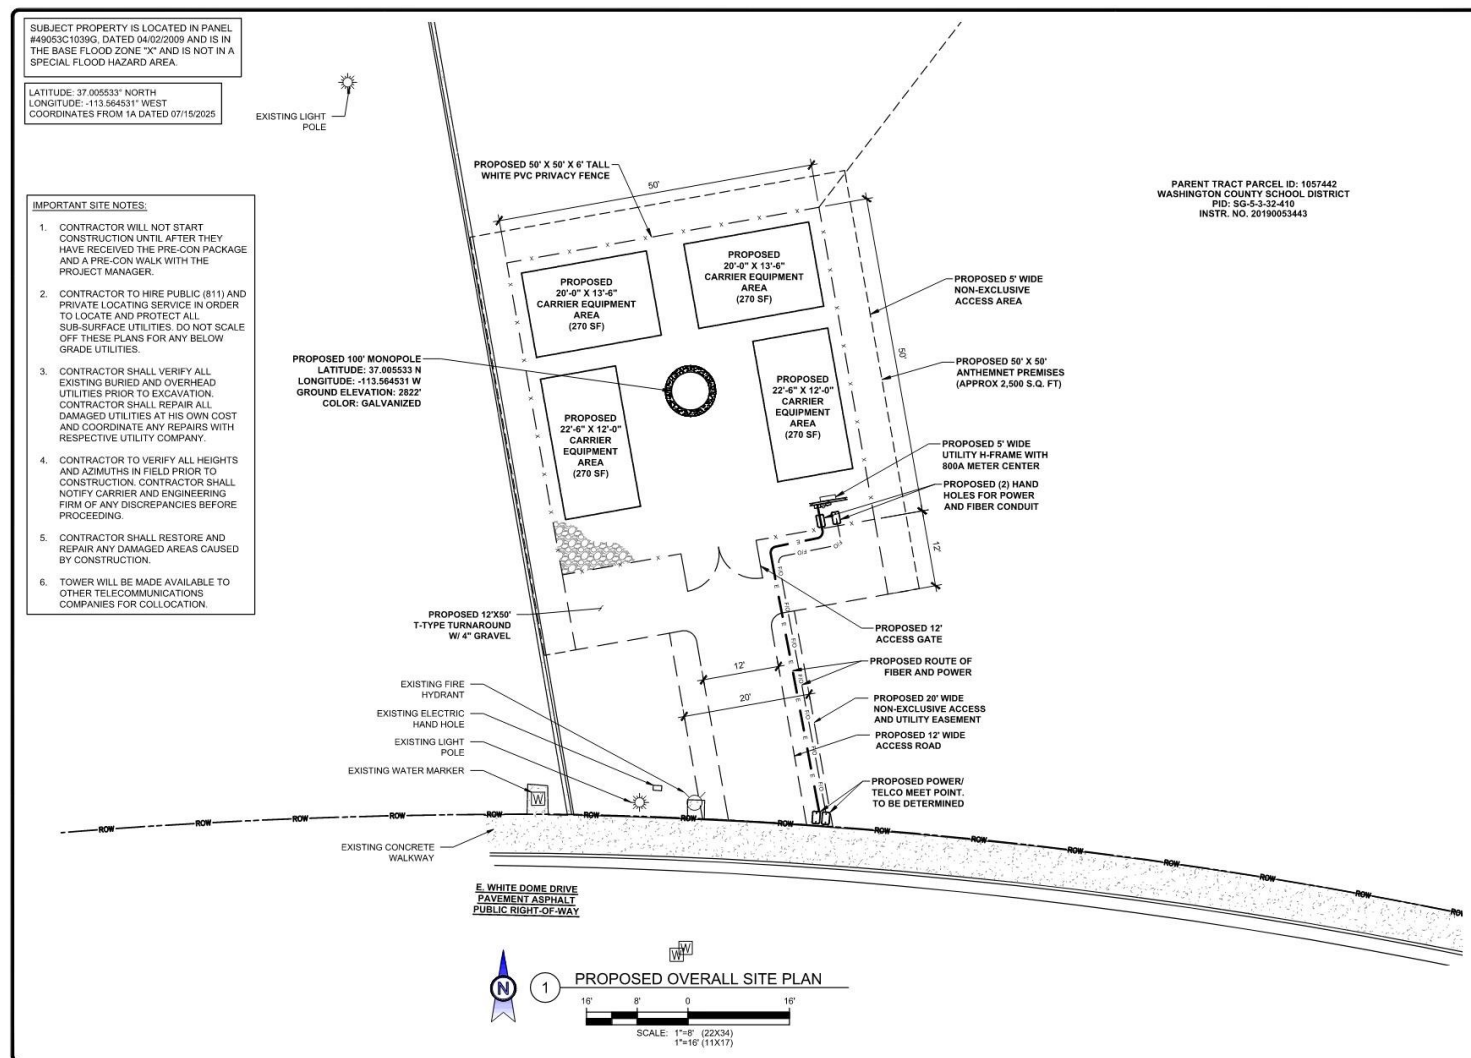 SUBJECT PROPERTY IS LOCATED IN PANEL
#49053C1039G, DATED 04/02/2009 AND IS IN
THE BASE FLOOD ZONE "X" AND IS NOT IN A
SPECIAL FLOOD HAZARD AREA.
LATITUDE: 37.005533° NORTH
LONGITUDE: -113.564531° WEST
COORDINATES FROM 1A DATED 07/15/2025
EXISTING LIGHT
POLE
IMPORTANT SITE NOTES:
1. CONTRACTOR WILL NOT START
CONSTRUCTION UNTIL AFTER THEY
HAVE RECEIVED THE PRE-CON PACKAGE
AND A PRE-CON WALK WITH THE
PROJECT MANAGER.
2. CONTRACTOR TO HIRE PUBLIC (811) AND
PRIVATE LOCATING SERVICE IN ORDER
TO LOCATE AND PROTECT ALL
SUB-SURFACE UTILITIES. DO NOT SCALE
OFF THESE PLANS FOR ANY BELOW
GRADE UTILITIES.
3. CONTRACTOR SHALL VERIFY ALL
EXISTING BURIED AND OVERHEAD
UTILITIES PRIOR TO EXCAVATION.
CONTRACTOR SHALL REPAIR ALL
DAMAGED UTILITIES AT HIS OWN COST
AND COORDINATE ANY REPAIRS WITH
RESPECTIVE UTILITY COMPANY.
4. CONTRACTOR TO VERIFY ALL HEIGHTS
AND AZIMUTHS IN FIELD PRIOR TO
CONSTRUCTION. CONTRACTOR SHALL
NOTIFY CARRIER AND ENGINEERING
FIRM OF ANY DISCREPANCIES BEFORE
PROCEEDING.
5. CONTRACTOR SHALL RESTORE AND
REPAIR ANY DAMAGED AREAS CAUSED
BY CONSTRUCTION.
6. TOWER WILL BE MADE AVAILABLE TO
OTHER TELECOMMUNICATIONS
COMPANIES FOR COLLOCATION.
PROPOSED 50' X 50' X 6' TALL
WHITE PVC PRIVACY FENCE
50'
PARENT TRACT PARCEL ID: 1057442
WASHINGTON COUNTY SCHOOL DISTRICT
PID: SG-5-3-32-410
INSTR. NO. 20190053443
PROPOSED
20'-0" X 13'-6"
CARRIER EQUIPMENT
AREA
(270 SF)
PROPOSED
20'-0" X 13'-6"
CARRIER EQUIPMENT
AREA
(270 SF)
PROPOSED 5' WIDE
NON-EXCLUSIVE
ACCESS AREA
50'
PROPOSED 100' MONOPOLE
LATITUDE: 37.005533 N
LONGITUDE: -113.564531 W
GROUND ELEVATION: 2822'
COLOR: GALVANIZED
PROPOSED 50' X 50'
ANTHEMNET PREMISES
(APPROX 2,500 S.Q. FT)
PROPOSED
22'-6" X 12'-0"
CARRIER
EQUIPMENT
AREA
(270 SF)
PROPOSED
22'-6" X 12'-0"
CARRIER
EQUIPMENT
AREA
(270 SF)
PROPOSED 5' WIDE
UTILITY H-FRAME WITH
800A METER CENTER
PROPOSED (2) HAND
HOLES FOR POWER
AND FIBER CONDUIT
12'
PROPOSED 12'X50'
T-TYPE TURNAROUND
W/ 4" GRAVEL
PROPOSED 12'
ACCESS GATE
PROPOSED ROUTE OF
FIBER AND POWER
12'
20'
PROPOSED 20' WIDE
NON-EXCLUSIVE ACCESS
AND UTILITY EASEMENT
PROPOSED 12' WIDE
ACCESS ROAD
PROPOSED POWER/
TELCO MEET POINT.
TO BE DETERMINED
EXISTING FIRE
HYDRANT
EXISTING ELECTRIC
HAND HOLE
EXISTING LIGHT
POLE
EXISTING WATER MARKER
W
E E E E E E
F/O F/O F/O F/O F/O F/O F/O F/O
ROW ROW ROW ROW ROW ROW ROW ROW ROW ROW ROW ROW ROW ROW ROW
EXISTING CONCRETE
WALKWAY
E. WHITE DOME DRIVE
PAVEMENT ASPHALT
PUBLIC RIGHT-OF-WAY
W W
N
1 PROPOSED OVERALL SITE PLAN
16' 8' 0 16'
SCALE: 1"=8' (22X34)
1"=16' (11X17)